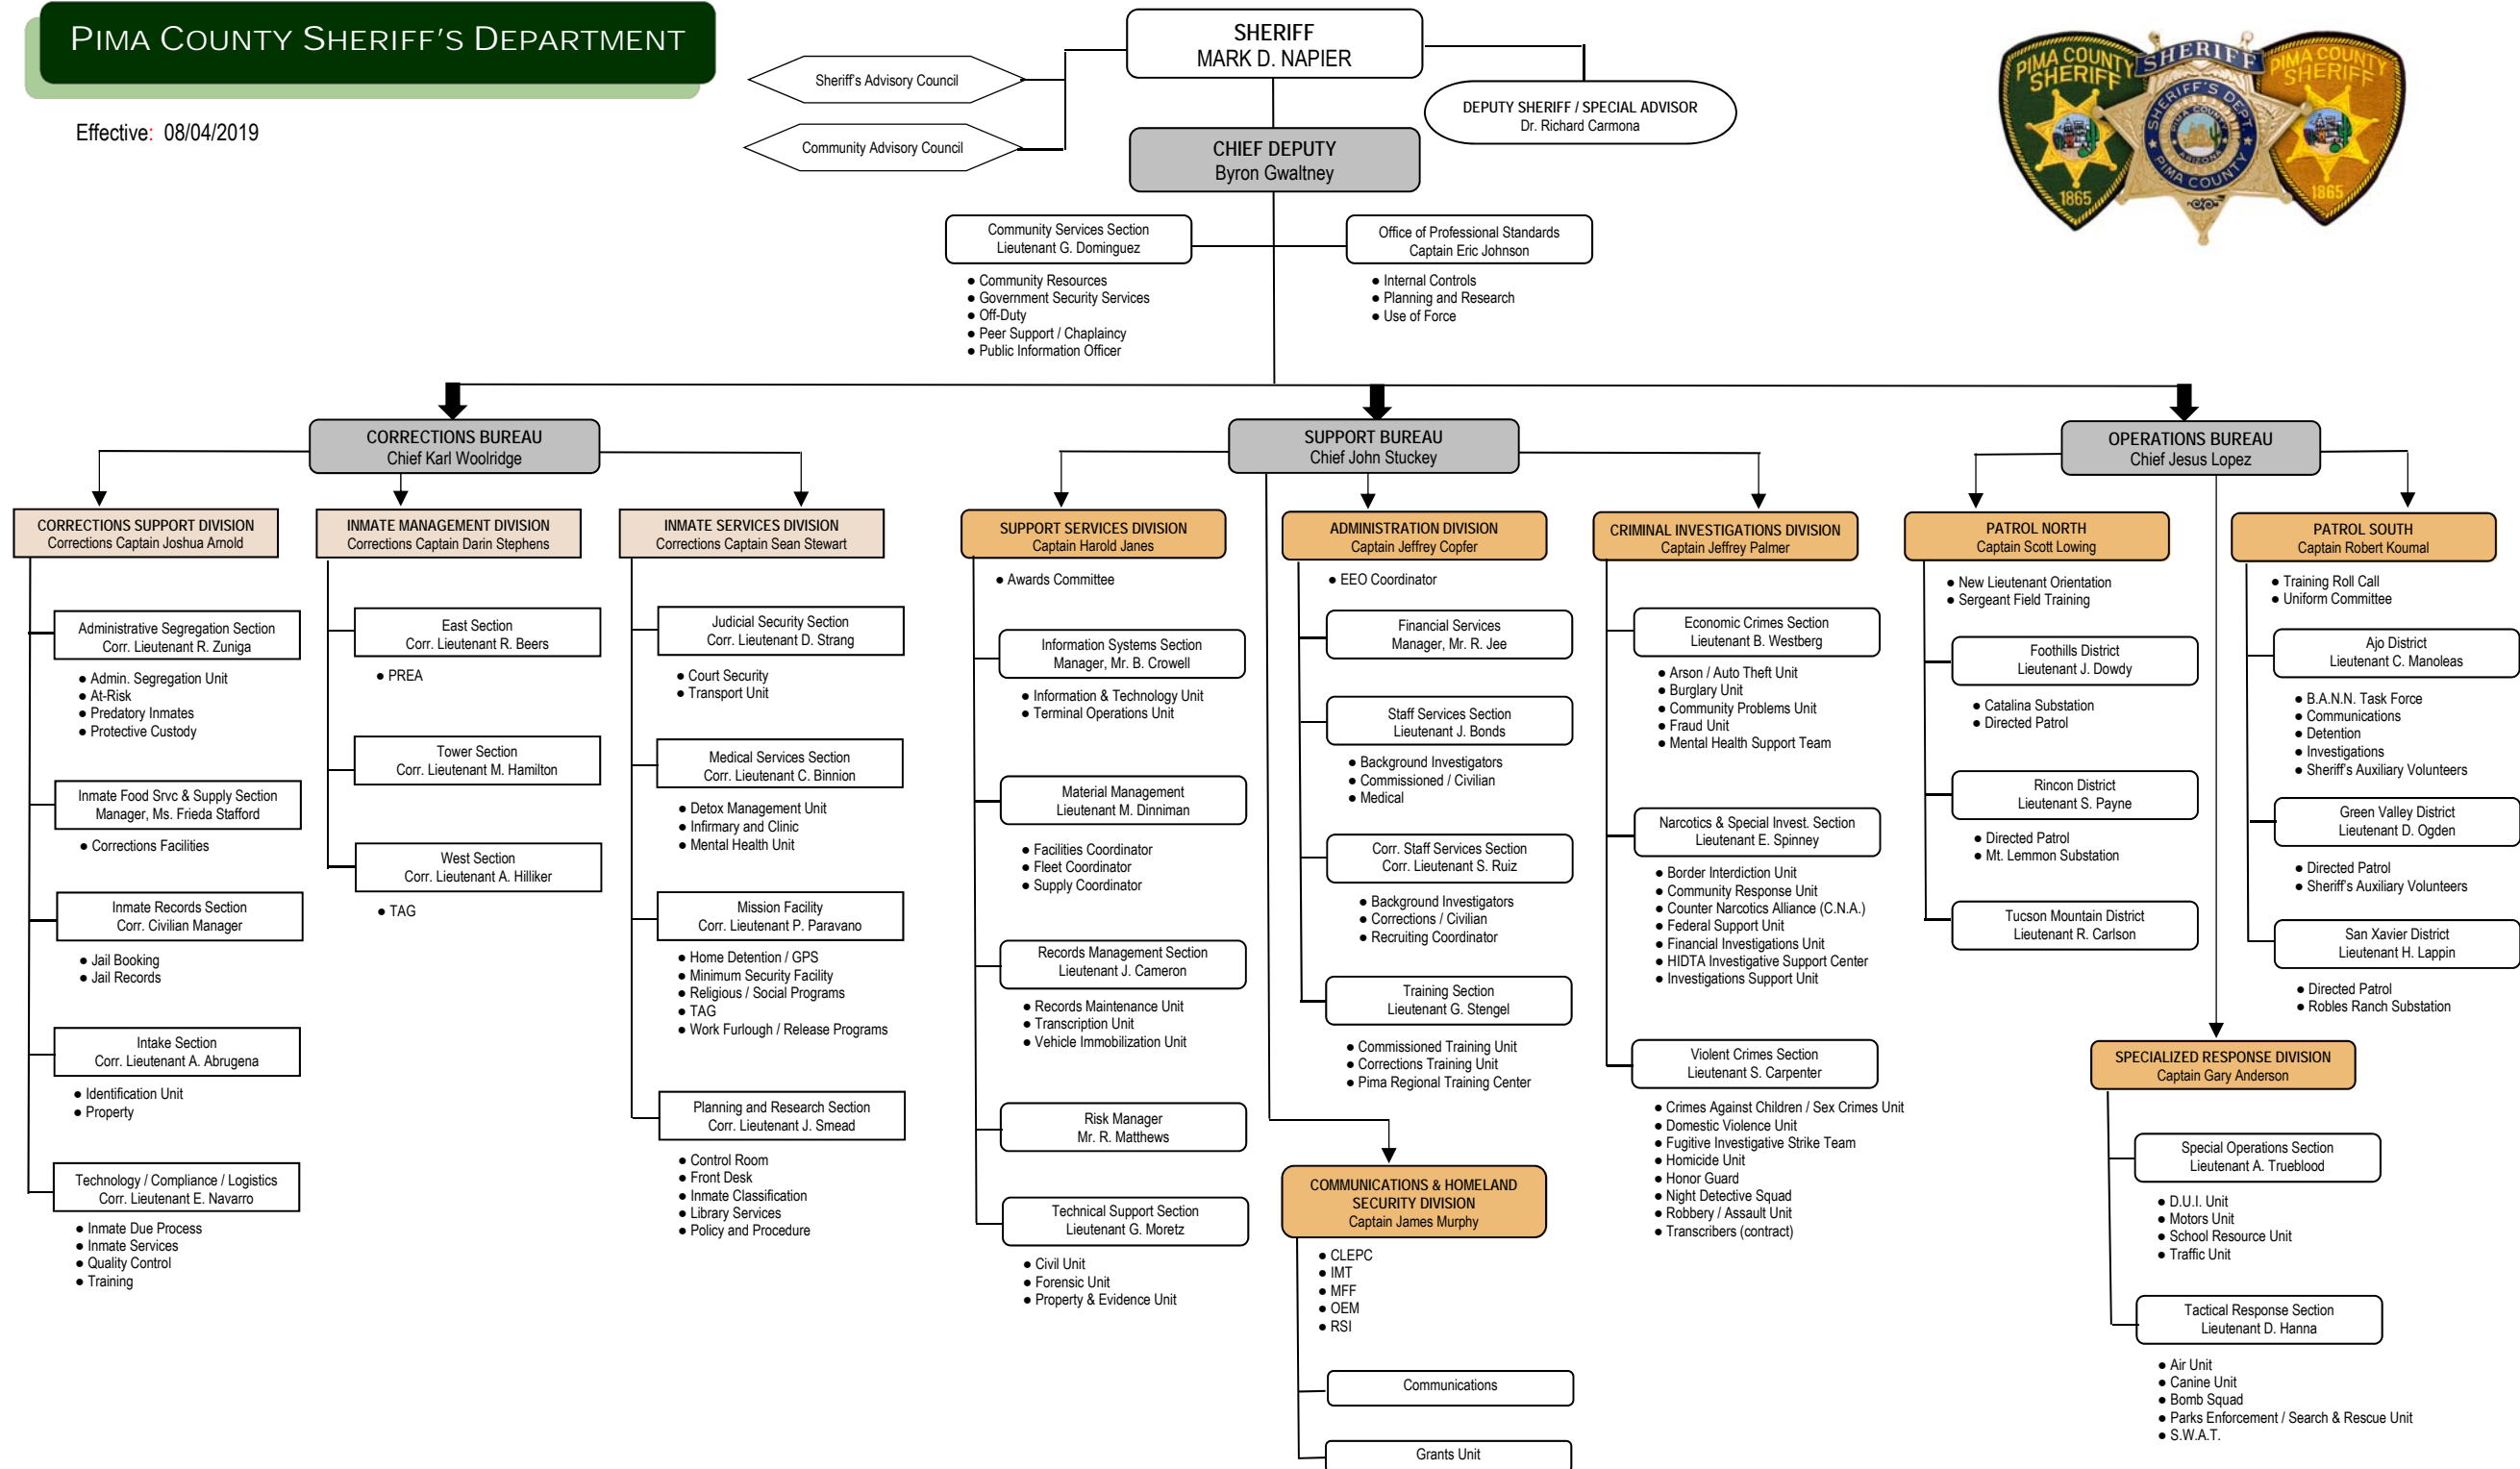 PIMA COUNTY SHERIFF'S DEPARTMENT
Effective: 08/04/2019
SHERIFF
MARK D. NAPIER
Sheriff's Advisory Council
Community Advisory Council
DEPUTY SHERIFF / SPECIAL ADVISOR
Dr. Richard Carmona
CHIEF DEPUTY
Byron Gwaltney
PIMA COUNTY
SHERIFF
1865
SHERIFF
SHERIFF'S DEPT.
ARIZONA
PIMA COUNTY
PIMA COUNTY
SHERIFF
1865
Community Services Section
Lieutenant G. Dominguez
● Community Resources
● Government Security Services
● Off-Duty
● Peer Support / Chaplaincy
● Public Information Officer
Office of Professional Standards
Captain Eric Johnson
● Internal Controls
● Planning and Research
● Use of Force
CORRECTIONS BUREAU
Chief Karl Woolridge
CORRECTIONS SUPPORT DIVISION
Corrections Captain Joshua Arnold
Administrative Segregation Section
Corr. Lieutenant R. Zuniga
● Admin. Segregation Unit
● At-Risk
● Predatory Inmates
● Protective Custody
Inmate Food Srvc & Supply Section
Manager, Ms. Frieda Stafford
● Corrections Facilities
Inmate Records Section
Corr. Civilian Manager
● Jail Booking
● Jail Records
Intake Section
Corr. Lieutenant A. Abrugena
● Identification Unit
● Property
Technology / Compliance / Logistics
Corr. Lieutenant E. Navarro
● Inmate Due Process
● Inmate Services
● Quality Control
● Training
INMATE MANAGEMENT DIVISION
Corrections Captain Darin Stephens
East Section
Corr. Lieutenant R. Beers
● PREA
Tower Section
Corr. Lieutenant M. Hamilton
West Section
Corr. Lieutenant A. Hilliker
● TAG
INMATE SERVICES DIVISION
Corrections Captain Sean Stewart
Judicial Security Section
Corr. Lieutenant D. Strang
● Court Security
● Transport Unit
Medical Services Section
Corr. Lieutenant C. Binnion
● Detox Management Unit
● Infirmary and Clinic
● Mental Health Unit
Mission Facility
Corr. Lieutenant P. Paravano
● Home Detention / GPS
● Minimum Security Facility
● Religious / Social Programs
● TAG
● Work Furlough / Release Programs
Planning and Research Section
Corr. Lieutenant J. Smead
● Control Room
● Front Desk
● Inmate Classification
● Library Services
● Policy and Procedure
SUPPORT BUREAU
Chief John Stuckey
SUPPORT SERVICES DIVISION
Captain Harold Janes
● Awards Committee
Information Systems Section
Manager, Mr. B. Crowell
● Information & Technology Unit
● Terminal Operations Unit
Material Management
Lieutenant M. Dinniman
● Facilities Coordinator
● Fleet Coordinator
● Supply Coordinator
Records Management Section
Lieutenant J. Cameron
● Records Maintenance Unit
● Transcription Unit
● Vehicle Immobilization Unit
Risk Manager
Mr. R. Matthews
Technical Support Section
Lieutenant G. Moretz
● Civil Unit
● Forensic Unit
● Property & Evidence Unit
ADMINISTRATION DIVISION
Captain Jeffrey Copfer
● EEO Coordinator
Financial Services
Manager, Mr. R. Jee
Staff Services Section
Lieutenant J. Bonds
● Background Investigators
● Commissioned / Civilian
● Medical
Corr. Staff Services Section
Corr. Lieutenant S. Ruiz
● Background Investigators
● Corrections / Civilian
● Recruiting Coordinator
Training Section
Lieutenant G. Stengel
● Commissioned Training Unit
● Corrections Training Unit
● Pima Regional Training Center
COMMUNICATIONS & HOMELAND
SECURITY DIVISION
Captain James Murphy
● CLEPC
● IMT
● MFF
● OEM
● RSI
Communications
Grants Unit
CRIMINAL INVESTIGATIONS DIVISION
Captain Jeffrey Palmer
Economic Crimes Section
Lieutenant B. Westberg
● Arson / Auto Theft Unit
● Burglary Unit
● Community Problems Unit
● Fraud Unit
● Mental Health Support Team
Narcotics & Special Invest. Section
Lieutenant E. Spinney
● Border Interdiction Unit
● Community Response Unit
● Counter Narcotics Alliance (C.N.A.)
● Federal Support Unit
● Financial Investigations Unit
● HIDTA Investigative Support Center
● Investigations Support Unit
Violent Crimes Section
Lieutenant S. Carpenter
● Crimes Against Children / Sex Crimes Unit
● Domestic Violence Unit
● Fugitive Investigative Strike Team
● Homicide Unit
● Honor Guard
● Night Detective Squad
● Robbery / Assault Unit
● Transcribers (contract)
OPERATIONS BUREAU
Chief Jesus Lopez
PATROL NORTH
Captain Scott Lowing
● New Lieutenant Orientation
● Sergeant Field Training
Foothills District
Lieutenant J. Dowdy
● Catalina Substation
● Directed Patrol
Rincon District
Lieutenant S. Payne
● Directed Patrol
● Mt. Lemmon Substation
Tucson Mountain District
Lieutenant R. Carlson
PATROL SOUTH
Captain Robert Koumal
● Training Roll Call
● Uniform Committee
Ajo District
Lieutenant C. Manoleas
● B.A.N.N. Task Force
● Communications
● Detention
● Investigations
● Sheriff's Auxiliary Volunteers
Green Valley District
Lieutenant D. Ogden
● Directed Patrol
● Sheriff's Auxiliary Volunteers
San Xavier District
Lieutenant H. Lappin
● Directed Patrol
● Robles Ranch Substation
SPECIALIZED RESPONSE DIVISION
Captain Gary Anderson
Special Operations Section
Lieutenant A. Trueblood
● D.U.I. Unit
● Motors Unit
● School Resource Unit
● Traffic Unit
Tactical Response Section
Lieutenant D. Hanna
● Air Unit
● Canine Unit
● Bomb Squad
● Parks Enforcement / Search & Rescue Unit
● S.W.A.T.